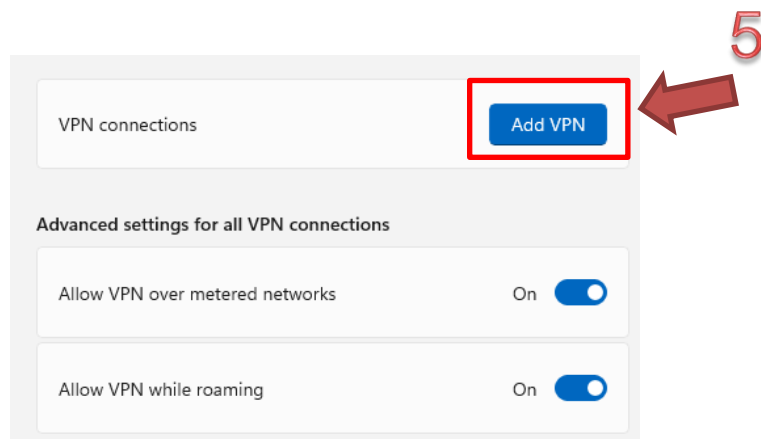 5
VPN connections
Add VPN
Advanced settings for all VPN connections
Allow VPN over metered networks
On
Allow VPN while roaming
On